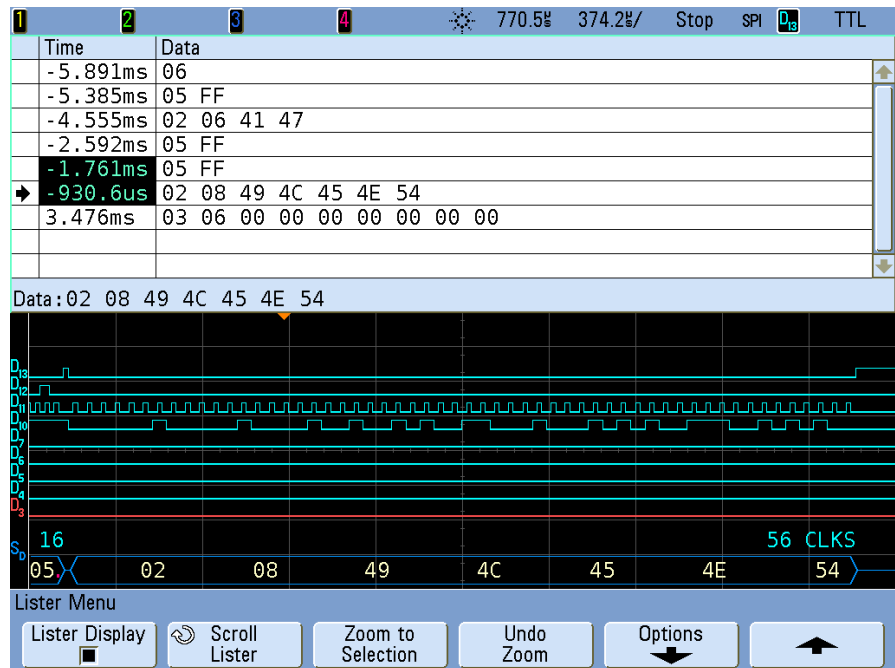 1 2 3 4 770.5µs 374.2µs/ Stop SPI D13 TTL
Time Data
-5.891ms 06
-5.385ms 05 FF
-4.555ms 02 06 41 47
-2.592ms 05 FF
-1.761ms 05 FF
-930.6us 02 08 49 4C 45 4E 54
3.476ms 03 06 00 00 00 00 00 00 00
Data:02 08 49 4C 45 4E 54
D13
D12
D11
D10
D7
D6
D5
D4
D3
16 56 CLKS
SD 05. 02 08 49 4C 45 4E 54
Lister Menu
Lister Display Scroll Lister Zoom to Selection Undo Zoom Options